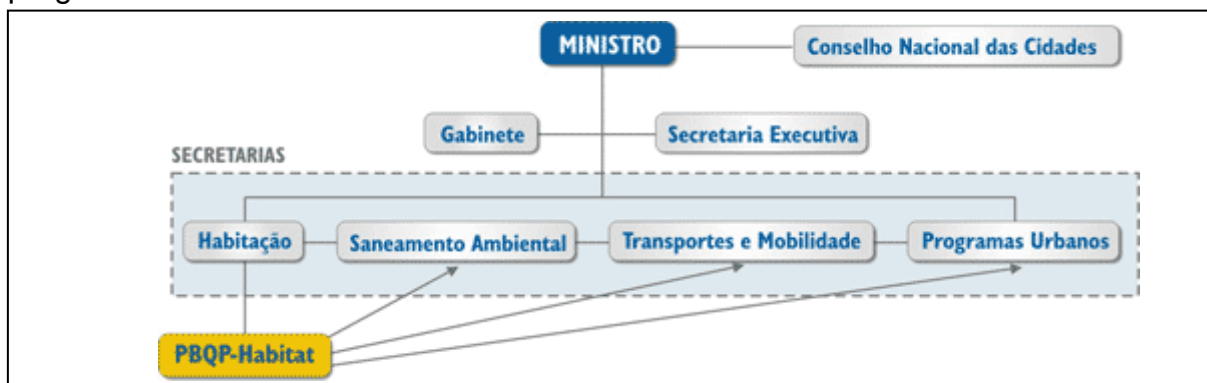 MINISTRO
Conselho Nacional das Cidades
Gabinete
Secretaria Executiva
SECRETARIAS
Habitação
Saneamento Ambiental
Transportes e Mobilidade
Programas Urbanos
PBQP-Habitat